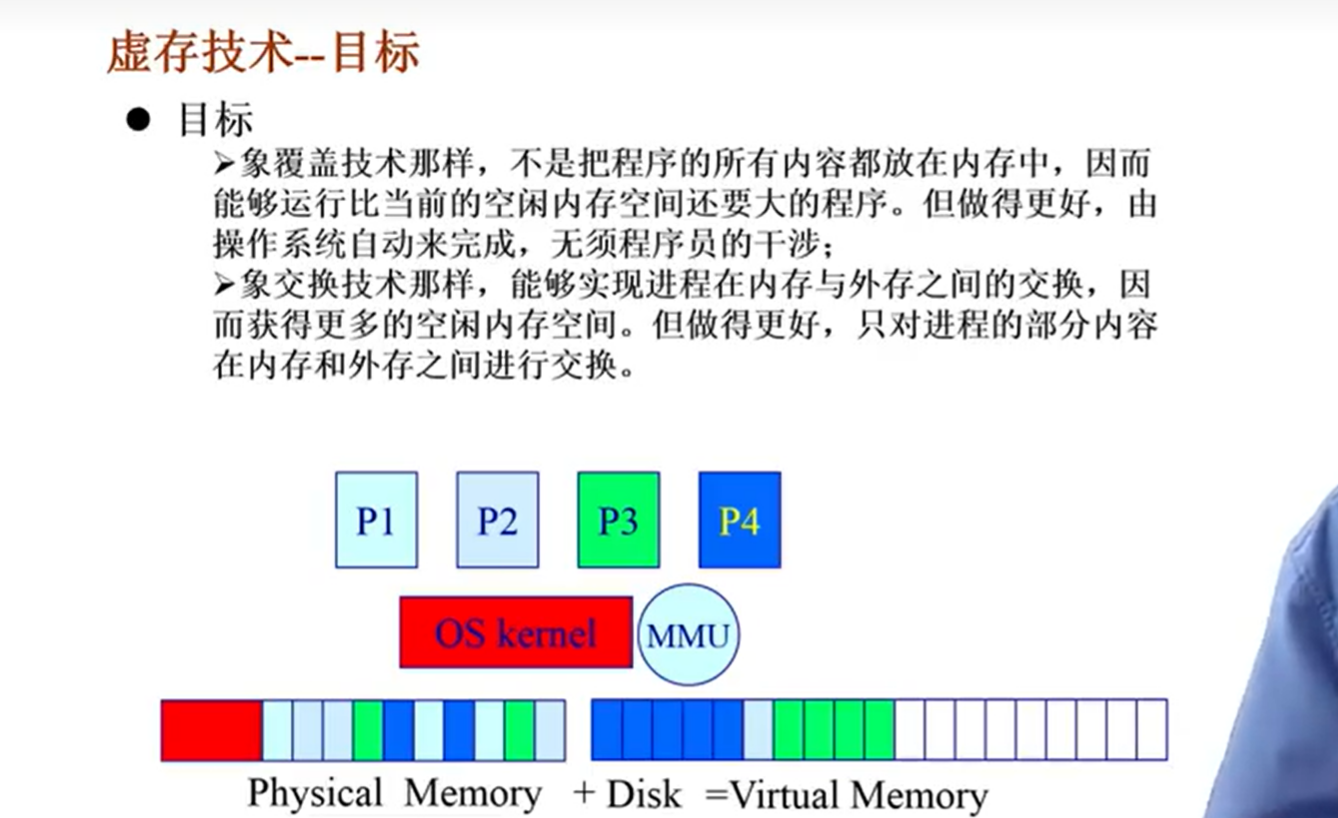 虚存技术--目标
● 目标
➢象覆盖技术那样，不是把程序的所有内容都放在内存中，因而
能够运行比当前的空闲内存空间还要大的程序。但做得更好，由
操作系统自动来完成，无须程序员的干涉；
➢象交换技术那样，能够实现进程在内存与外存之间的交换，因
而获得更多的空闲内存空间。但做得更好，只对进程的部分内容
在内存和外存之间进行交换。
P1 P2 P3 P4
OS kernel MMU
Physical Memory + Disk =Virtual Memory